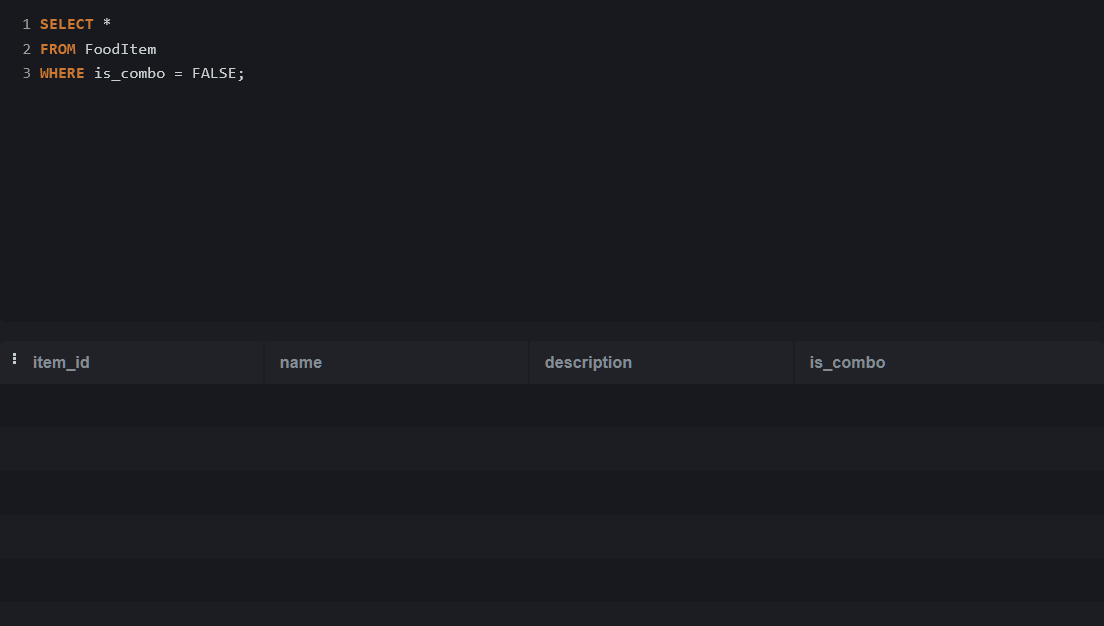 1 SELECT *
2 FROM FoodItem
3 WHERE is_combo = FALSE;
item_id name description is_combo